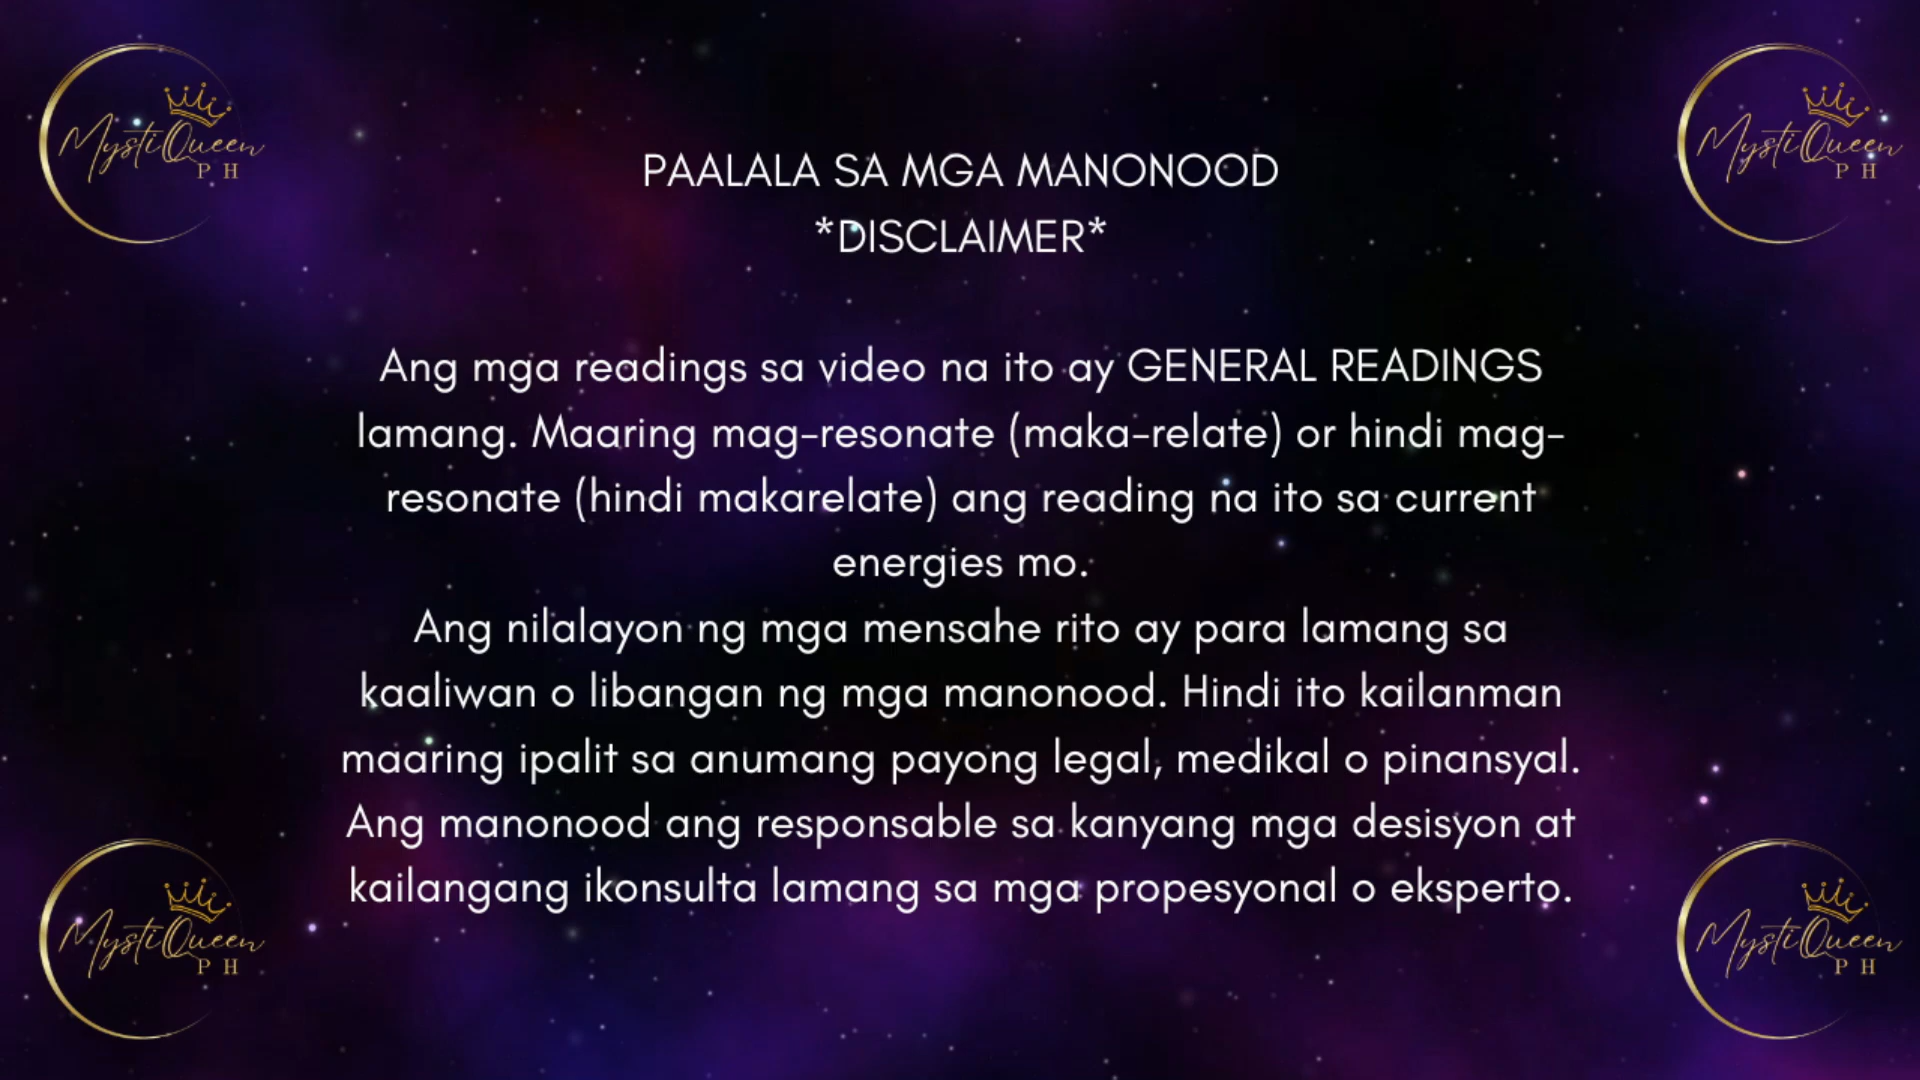 MystiQueen
PH
MystiQueen
PH
PAALALA SA MGA MANONOOD
*DISCLAIMER*
Ang mga readings sa video na ito ay GENERAL READINGS
lamang. Maaring mag-resonate (maka-relate) or hindi mag-
resonate (hindi makarelate) ang reading na ito sa current
energies mo.
Ang nilalayon ng mga mensahe rito ay para lamang sa
kaaliwan o libangan ng mga manonood. Hindi ito kailanman
maaring ipalit sa anumang payong legal, medikal o pinansyal.
Ang manonood ang responsable sa kanyang mga desisyon at
kailangang ikonsulta lamang sa mga propesyonal o eksperto.
MystiQueen
PH
MystiQueen
PH